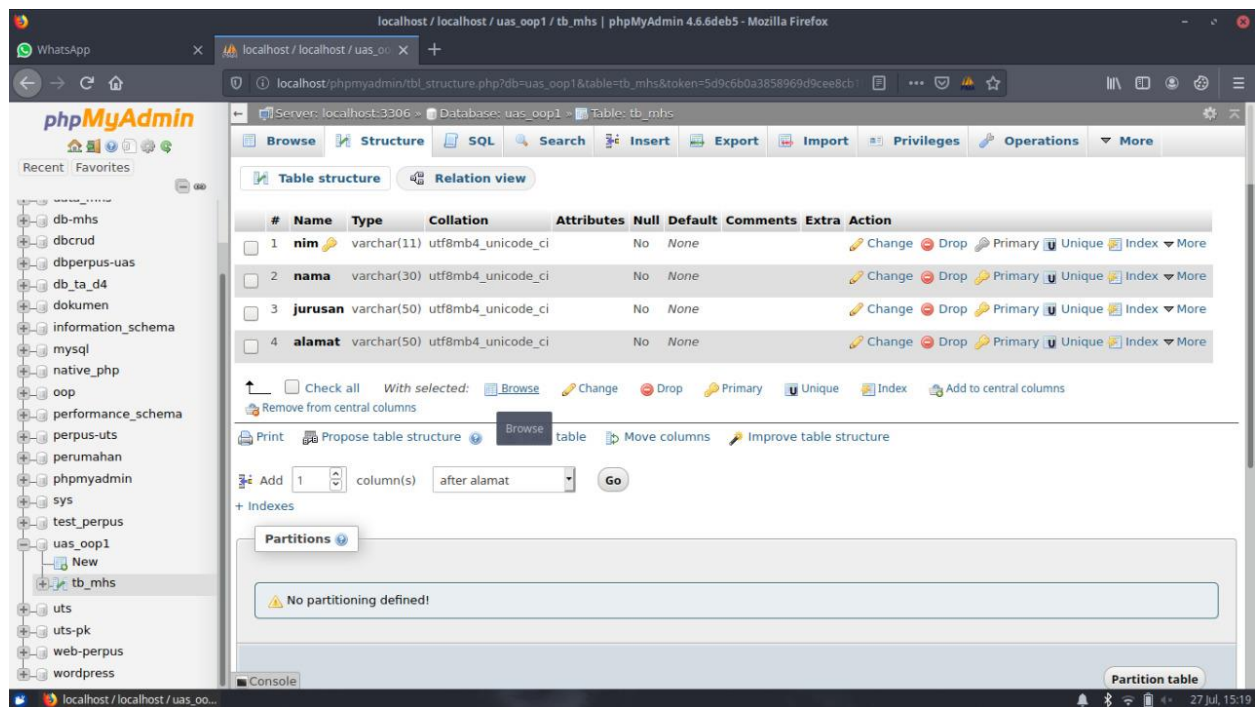 localhost / localhost / uas_oop1 / tb_mhs | phpMyAdmin 4.6.6deb5 - Mozilla Firefox
WhatsApp
localhost / localhost / uas_oo
localhost/phpmyadmin/tbl_structure.php?db=uas_oop1&table=tb_mhs&token=5d9c6b0a3858969d9cee8cb1
phpMyAdmin
Recent Favorites
db-mhs
dbcrud
dbperpus-uas
db_ta_d4
dokumen
information_schema
mysql
native_php
oop
performance_schema
perpus-uts
perumahan
phpmyadmin
sys
test_perpus
uas_oop1
New
tb_mhs
uts
uts-pk
web-perpus
wordpress
Server: localhost:3306 » Database: uas_oop1 » Table: tb_mhs
Browse Structure SQL Search Insert Export Import Privileges Operations More
Table structure Relation view
# Name Type Collation Attributes Null Default Comments Extra Action
1 nim varchar(11) utf8mb4_unicode_ci No None Change Drop Primary Unique Index More
2 nama varchar(30) utf8mb4_unicode_ci No None Change Drop Primary Unique Index More
3 jurusan varchar(50) utf8mb4_unicode_ci No None Change Drop Primary Unique Index More
4 alamat varchar(50) utf8mb4_unicode_ci No None Change Drop Primary Unique Index More
Check all With selected: Browse Change Drop Primary Unique Index Add to central columns
Remove from central columns
Print Propose table structure table Move columns Improve table structure
Browse
Add 1 column(s) after alamat Go
+ Indexes
Partitions
No partitioning defined!
Partition table
Console
localhost / localhost / uas_oo...
27 Jul, 15:19